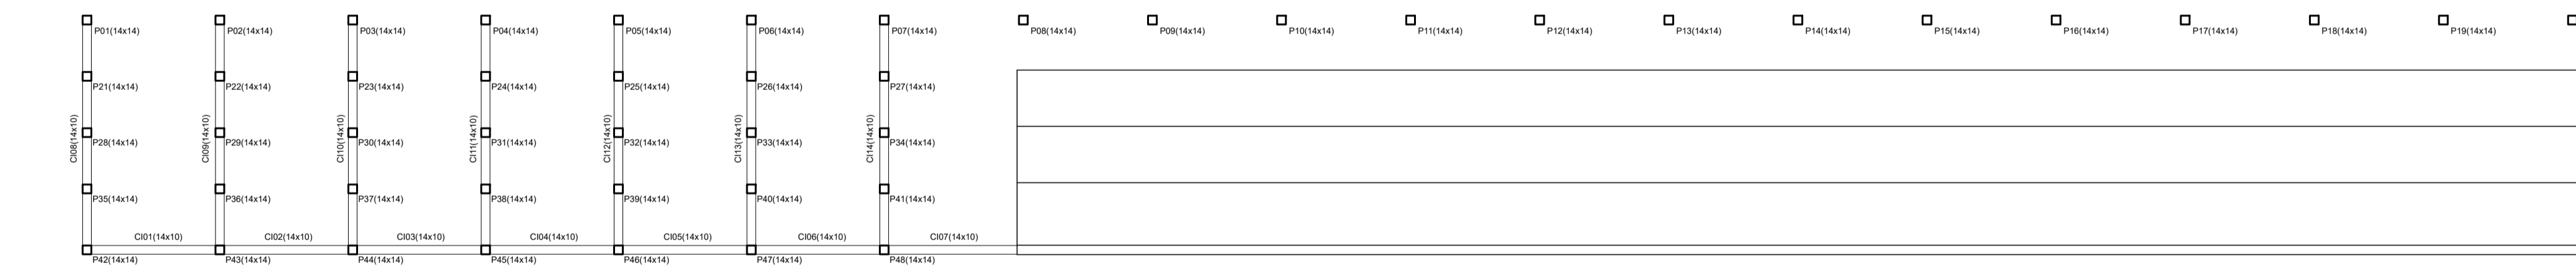 P01(14x14) P02(14x14) P03(14x14) P04(14x14) P05(14x14) P06(14x14) P07(14x14) P08(14x14) P09(14x14) P10(14x14) P11(14x14) P12(14x14) P13(14x14) P14(14x14) P15(14x14) P16(14x14) P17(14x14) P18(14x14) P19(14x14)
P21(14x14) P22(14x14) P23(14x14) P24(14x14) P25(14x14) P26(14x14) P27(14x14)
CI08(14x10) CI09(14x10) CI10(14x10) CI11(14x10) CI12(14x10) CI13(14x10) CI14(14x10)
P28(14x14) P29(14x14) P30(14x14) P31(14x14) P32(14x14) P33(14x14) P34(14x14)
P35(14x14) P36(14x14) P37(14x14) P38(14x14) P39(14x14) P40(14x14) P41(14x14)
CI01(14x10) CI02(14x10) CI03(14x10) CI04(14x10) CI05(14x10) CI06(14x10) CI07(14x10)
P42(14x14) P43(14x14) P44(14x14) P45(14x14) P46(14x14) P47(14x14) P48(14x14)